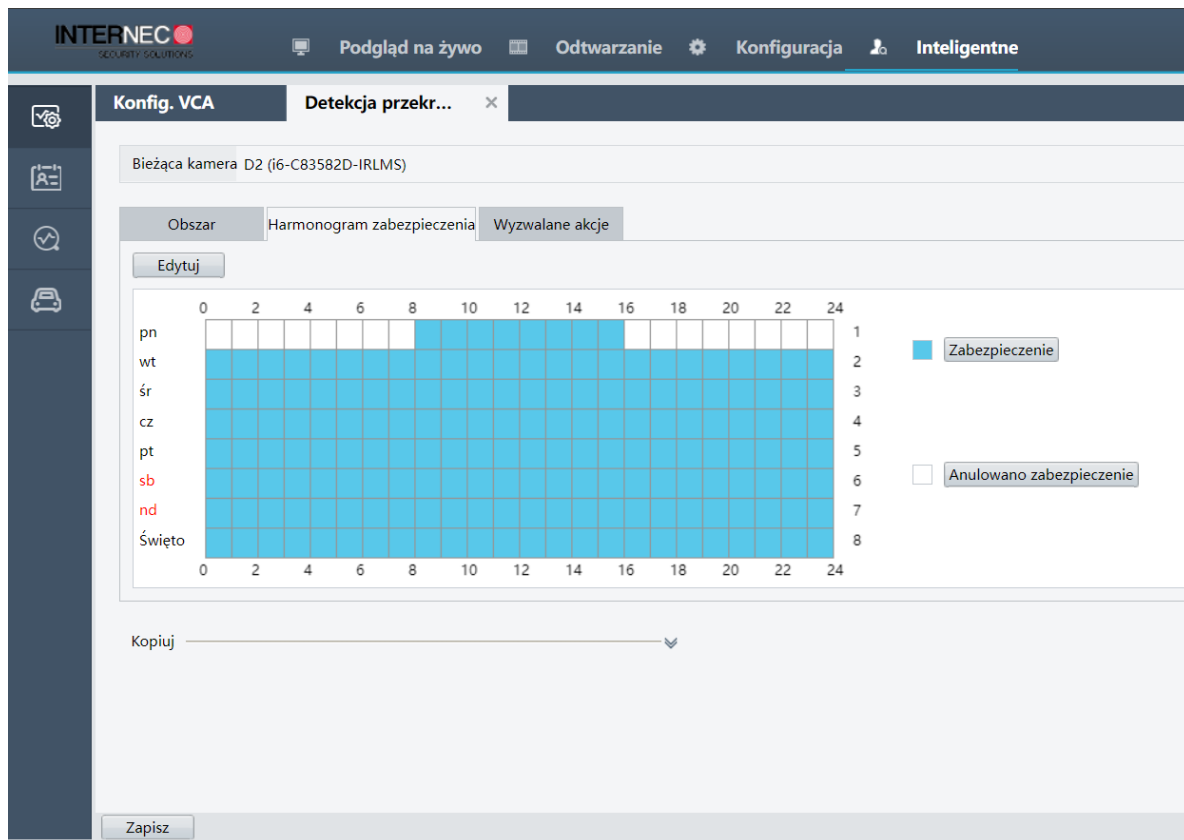 INTERNEC
SECURITY SOLUTIONS
Podgląd na żywo Odtwarzanie Konfiguracja Inteligentne
Konfig. VCA Detekcja przekr... ×
Bieżąca kamera D2 (i6-C83582D-IRLMS)
Obszar Harmonogram zabezpieczenia Wyzwalane akcje
Edytuj
0 2 4 6 8 10 12 14 16 18 20 22 24
pn 1
Zabezpieczenie
wt 2
śr 3
cz 4
pt 5
sb 6
Anulowano zabezpieczenie
nd 7
Święto 8
0 2 4 6 8 10 12 14 16 18 20 22 24
Kopiuj
Zapisz